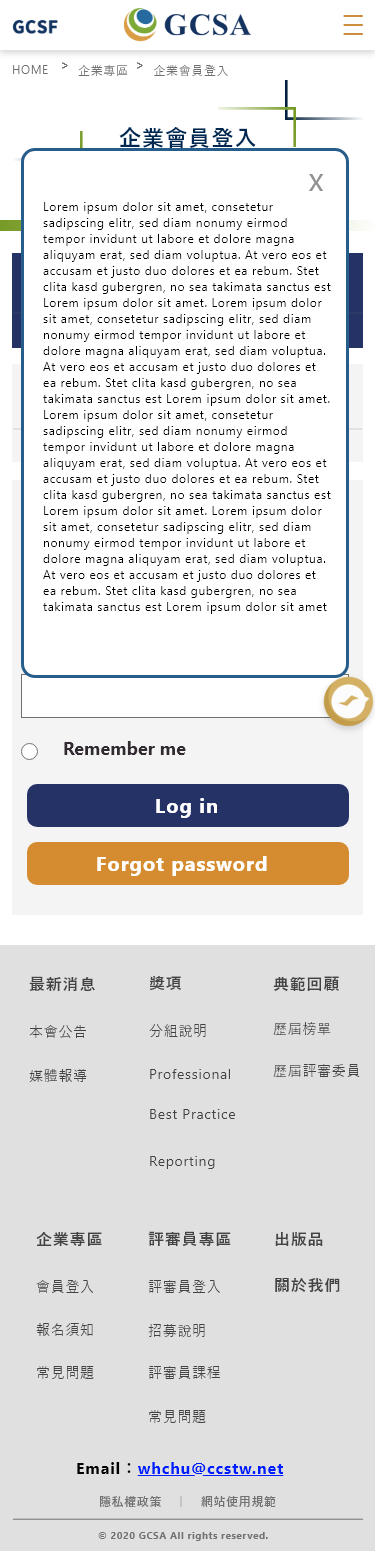 GCSF
GCSA
HOME > 企業專區 > 企業會員登入
企業會員登入
X
Lorem ipsum dolor sit amet, consetetur
sadipscing elitr, sed diam nonumy eirmod
tempor invidunt ut labore et dolore magna
aliquyam erat, sed diam voluptua. At vero eos et
accusam et justo duo dolores et ea rebum. Stet
clita kasd gubergren, no sea takimata sanctus est
Lorem ipsum dolor sit amet. Lorem ipsum dolor
sit amet, consetetur sadipscing elitr, sed diam
nonumy eirmod tempor invidunt ut labore et
dolore magna aliquyam erat, sed diam voluptua.
At vero eos et accusam et justo duo dolores et
ea rebum. Stet clita kasd gubergren, no sea
takimata sanctus est Lorem ipsum dolor sit amet.
Lorem ipsum dolor sit amet, consetetur
sadipscing elitr, sed diam nonumy eirmod
tempor invidunt ut labore et dolore magna
aliquyam erat, sed diam voluptua. At vero eos et
accusam et justo duo dolores et ea rebum. Stet
clita kasd gubergren, no sea takimata sanctus est
Lorem ipsum dolor sit amet. Lorem ipsum dolor
sit amet, consetetur sadipscing elitr, sed diam
nonumy eirmod tempor invidunt ut labore et
dolore magna aliquyam erat, sed diam voluptua.
At vero eos et accusam et justo duo dolores et
ea rebum. Stet clita kasd gubergren, no sea
takimata sanctus est Lorem ipsum dolor sit amet
Remember me
Log in
Forgot password
最新消息
本會公告
媒體報導
獎項
分組說明
Professional
Best Practice
Reporting
典範回顧
歷屆榜單
歷屆評審委員
企業專區
會員登入
報名須知
常見問題
評審員專區
評審員登入
招募說明
評審員課程
常見問題
出版品
關於我們
Email：whchu@ccstw.net
隱私權政策 | 網站使用規範
© 2020 GCSA All rights reserved.